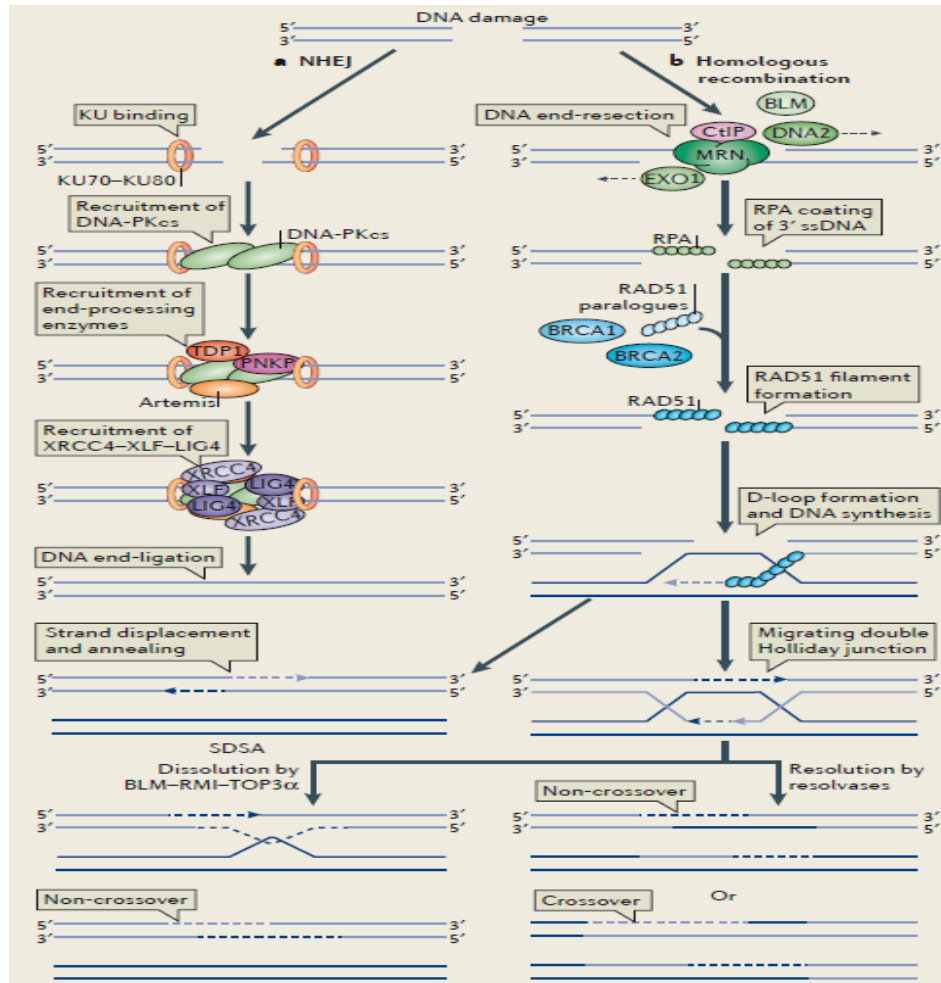 DNA damage
5′ 5′
3′ 3′
a NHEJ
b Homologous
recombination
KU binding
5′ 3′
3′ 5′
KU70–KU80
DNA end-resection
BLM
CtIP
DNA2
MRN
5′ 3′
3′ 5′
EXO1
Recruitment of
DNA-PKcs
DNA-PKcs
5′ 3′
3′ 5′
RPA coating
of 3′ ssDNA
RPA
5′ 3′
3′ 5′
Recruitment of
end-processing
enzymes
TDP1
PNKP
5′ 3′
3′ 5′
Artemis
RAD51
paralogues
BRCA1
BRCA2
RAD51 filament
formation
RAD51
5′ 3′
3′ 5′
Recruitment of
XRCC4–XLF–LIG4
XRCC4
LIG4
XLF
5′ 3′
3′ 5′
LIG4
XLF
XRCC4
D-loop formation
and DNA synthesis
5′ 3′
3′ 5′
DNA end-ligation
5′ 3′
3′ 5′
Strand displacement
and annealing
5′ 3′
3′ 5′
SDSA
Migrating double
Holliday junction
5′ 3′
3′ 5′
Dissolution by
BLM–RMI–TOP3α
5′ 3′
3′ 5′
Resolution by
resolvases
Non-crossover
5′ 3′
3′ 5′
Non-crossover
5′ 3′
3′ 5′
Or
Crossover
5′ 3′
3′ 5′